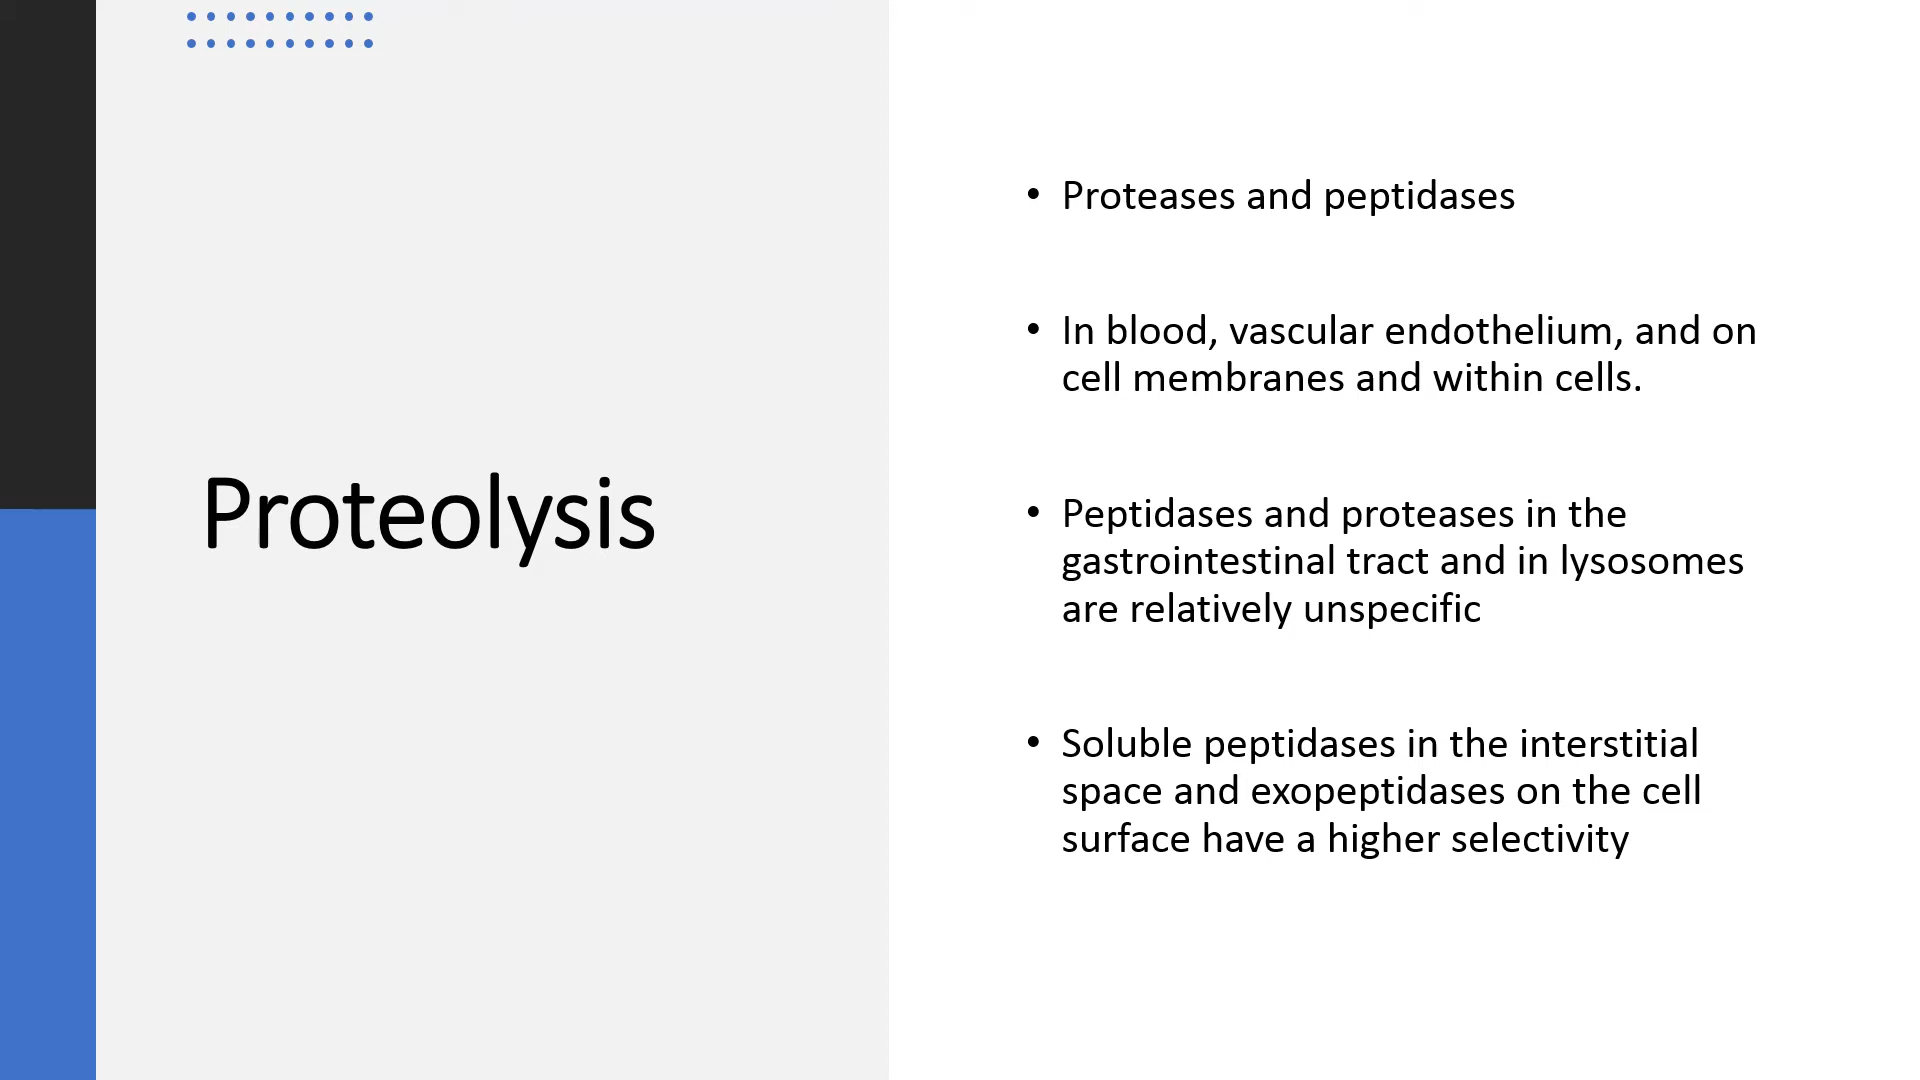 Proteolysis
• Proteases and peptidases
• In blood, vascular endothelium, and on
cell membranes and within cells.
• Peptidases and proteases in the
gastrointestinal tract and in lysosomes
are relatively unspecific
• Soluble peptidases in the interstitial
space and exopeptidases on the cell
surface have a higher selectivity